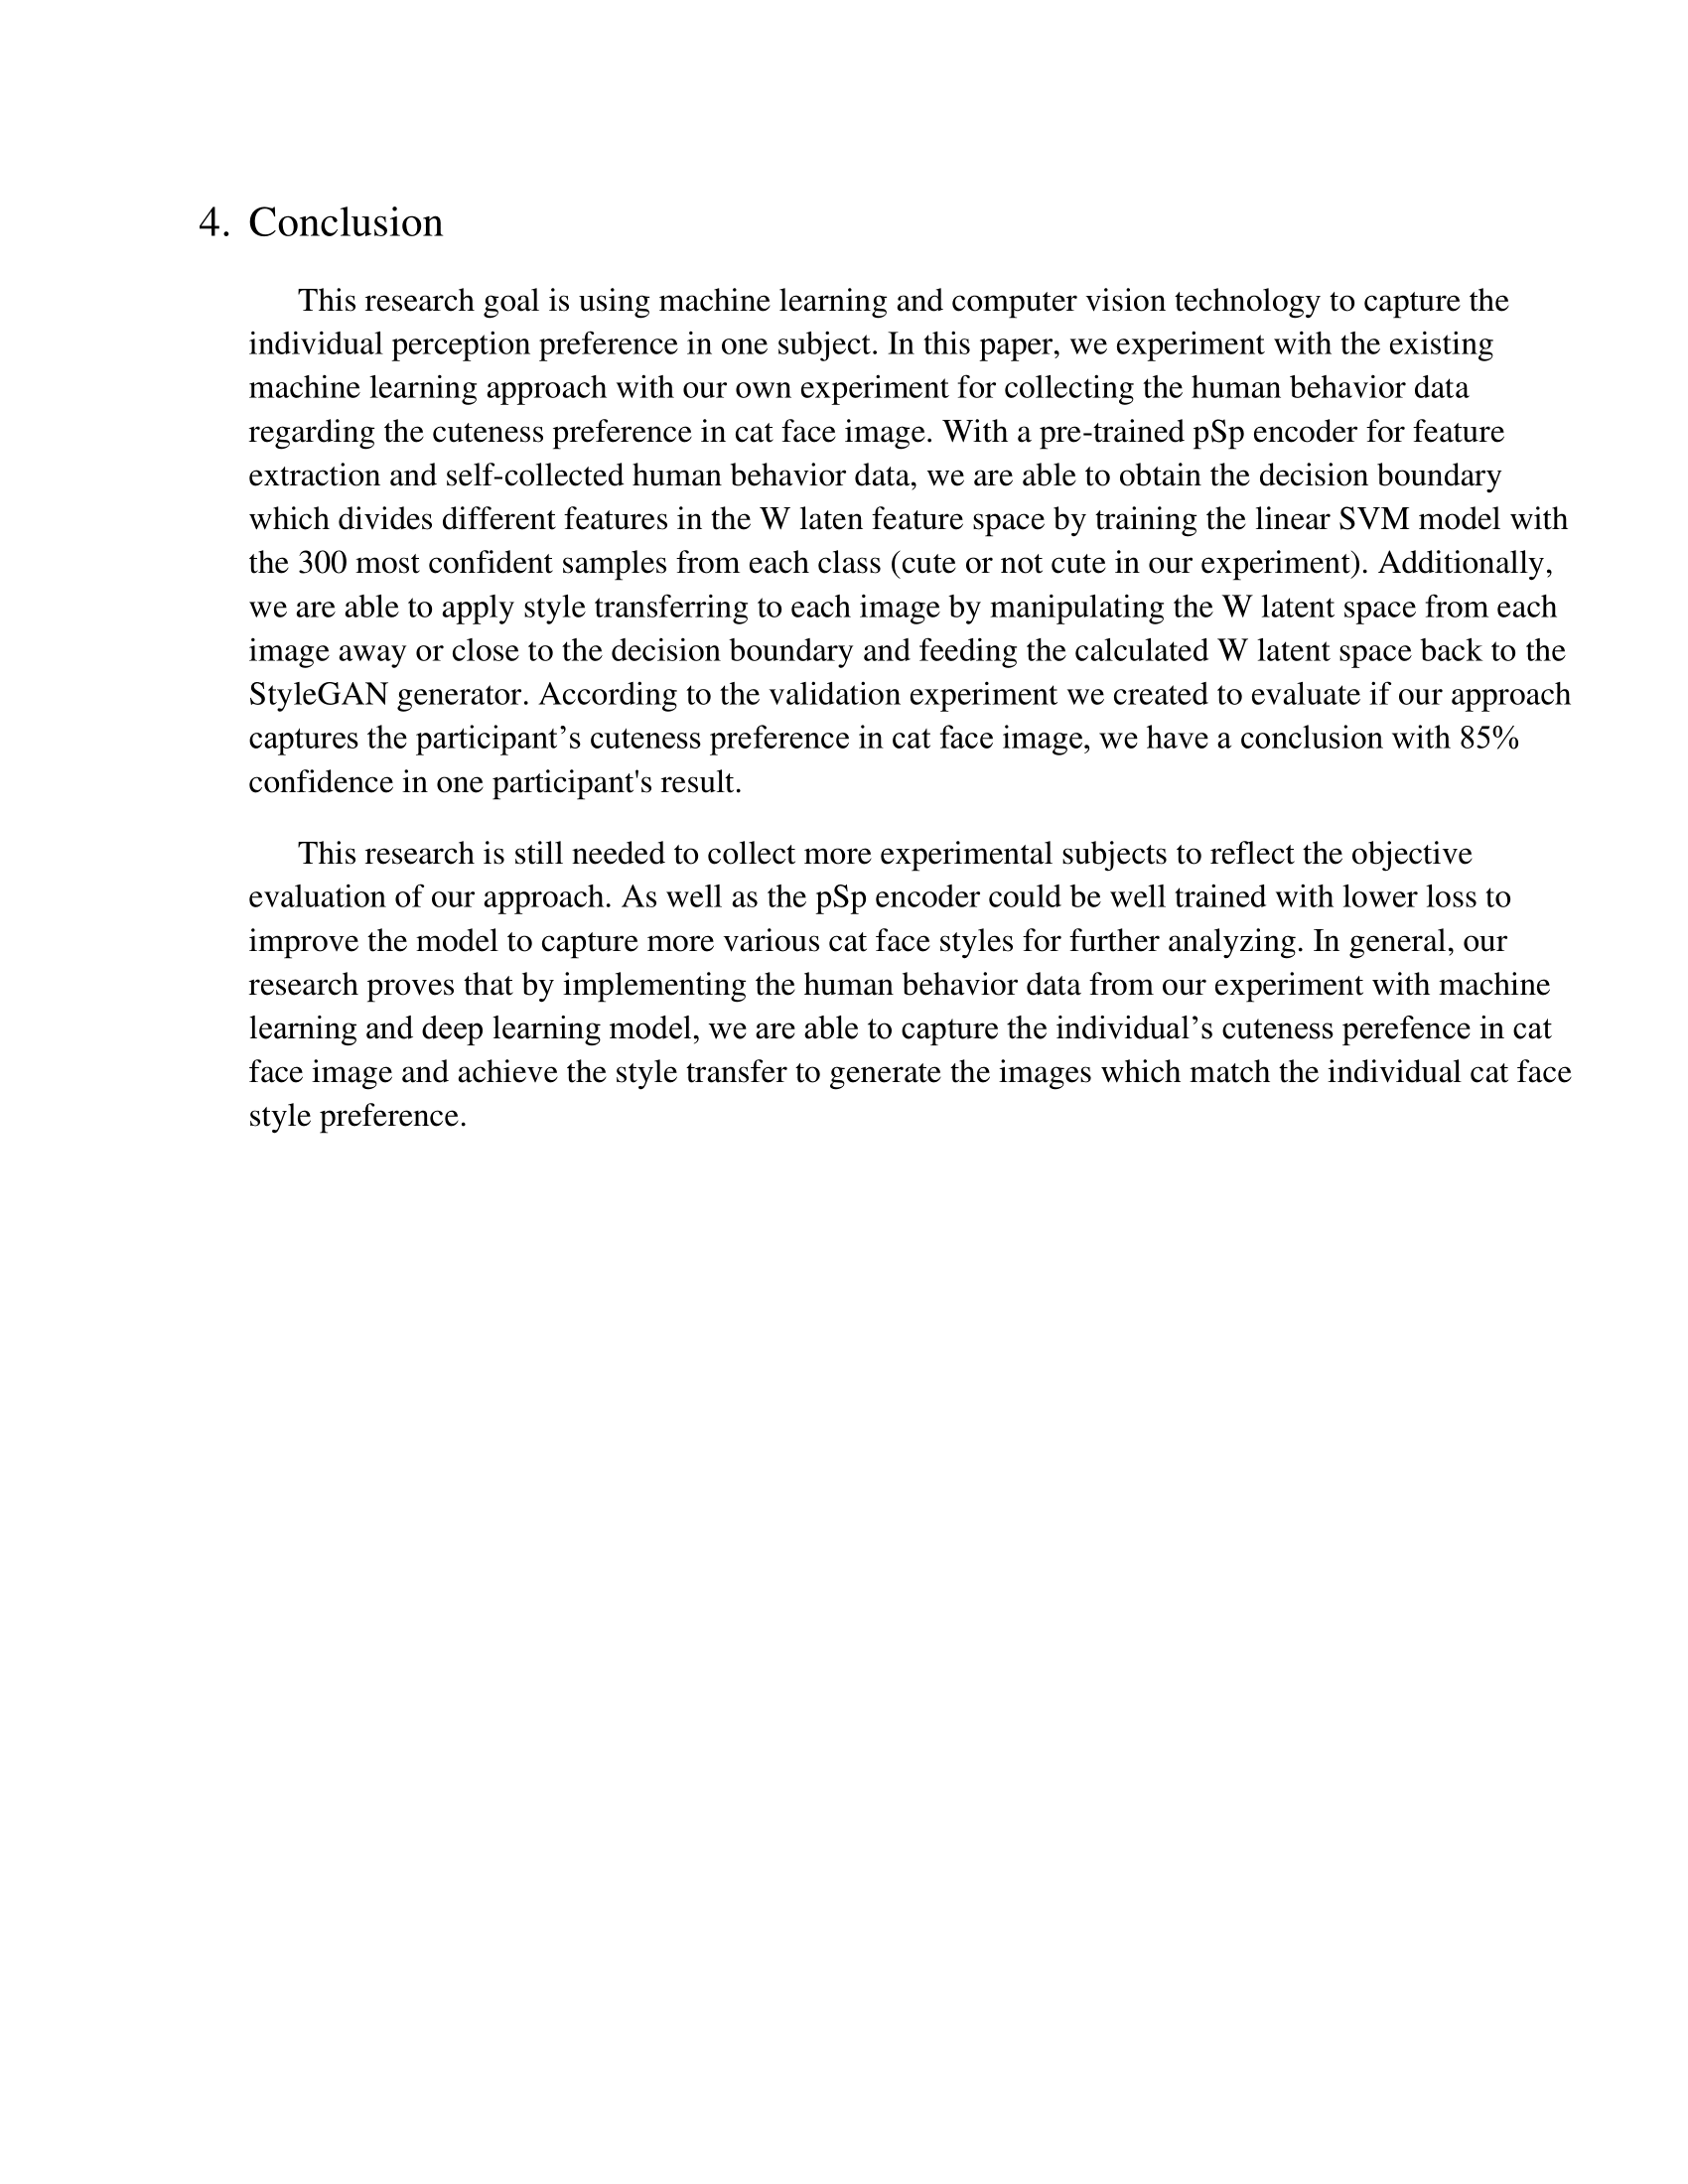 4. Conclusion
This research goal is using machine learning and computer vision technology to capture the
individual perception preference in one subject. In this paper, we experiment with the existing
machine learning approach with our own experiment for collecting the human behavior data
regarding the cuteness preference in cat face image. With a pre-trained pSp encoder for feature
extraction and self-collected human behavior data, we are able to obtain the decision boundary
which divides different features in the W laten feature space by training the linear SVM model with
the 300 most confident samples from each class (cute or not cute in our experiment). Additionally,
we are able to apply style transferring to each image by manipulating the W latent space from each
image away or close to the decision boundary and feeding the calculated W latent space back to the
StyleGAN generator. According to the validation experiment we created to evaluate if our approach
captures the participant’s cuteness preference in cat face image, we have a conclusion with 85%
confidence in one participant's result.
This research is still needed to collect more experimental subjects to reflect the objective
evaluation of our approach. As well as the pSp encoder could be well trained with lower loss to
improve the model to capture more various cat face styles for further analyzing. In general, our
research proves that by implementing the human behavior data from our experiment with machine
learning and deep learning model, we are able to capture the individual’s cuteness perefence in cat
face image and achieve the style transfer to generate the images which match the individual cat face
style preference.